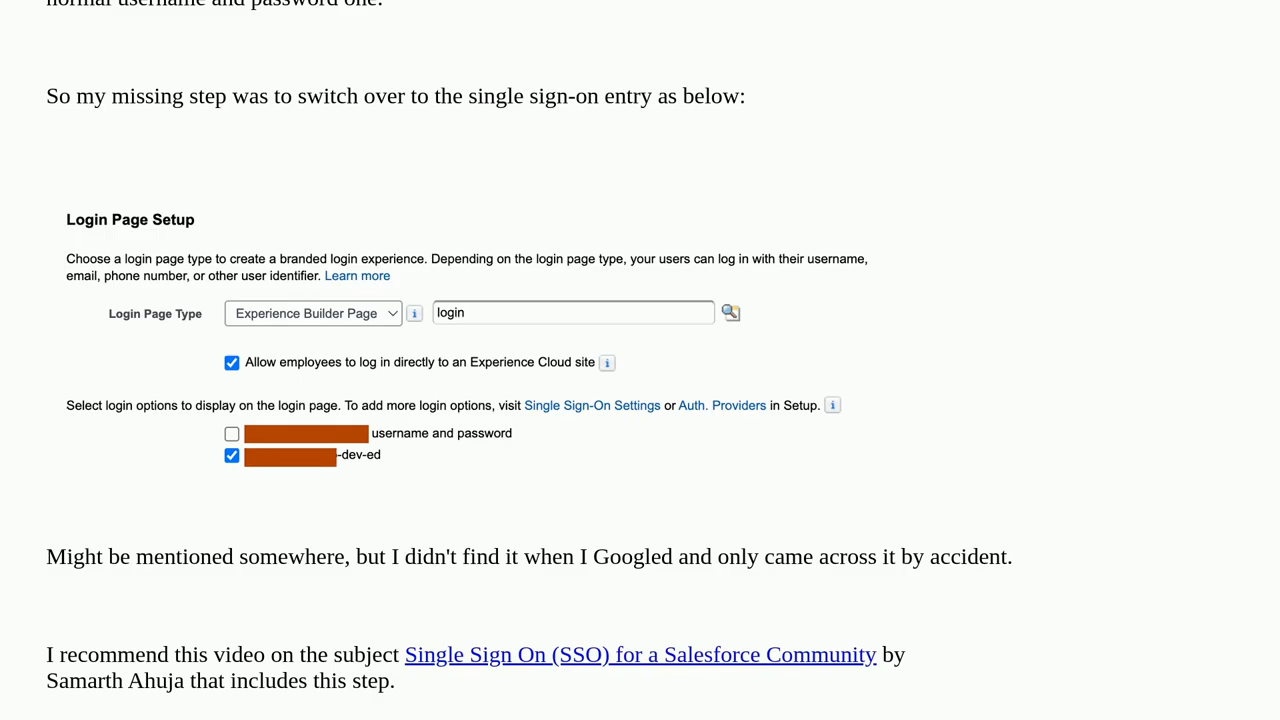 normal username and password one.
So my missing step was to switch over to the single sign-on entry as below:
Login Page Setup
Choose a login page type to create a branded login experience. Depending on the login page type, your users can log in with their username,
email, phone number, or other user identifier. Learn more
Login Page Type Experience Builder Page login
Allow employees to log in directly to an Experience Cloud site
Select login options to display on the login page. To add more login options, visit Single Sign-On Settings or Auth. Providers in Setup.
username and password
-dev-ed
Might be mentioned somewhere, but I didn't find it when I Googled and only came across it by accident.
I recommend this video on the subject Single Sign On (SSO) for a Salesforce Community by
Samarth Ahuja that includes this step.